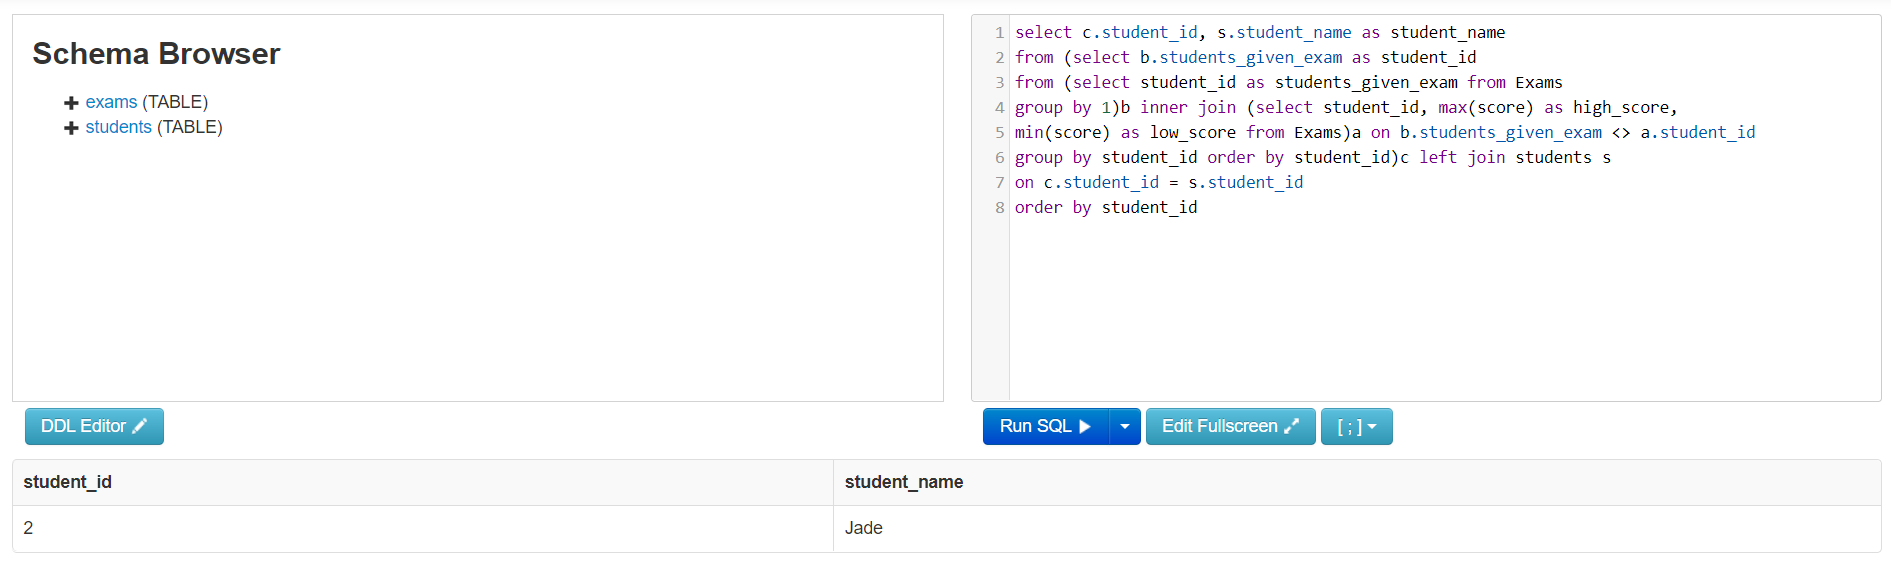 Schema Browser
exams (TABLE)
students (TABLE)
DDL Editor
1 select c.student_id, s.student_name as student_name
2 from (select b.students_given_exam as student_id
3 from (select student_id as students_given_exam from Exams
4 group by 1)b inner join (select student_id, max(score) as high_score,
5 min(score) as low_score from Exams)a on b.students_given_exam <> a.student_id
6 group by student_id order by student_id)c left join students s
7 on c.student_id = s.student_id
8 order by student_id
Run SQL
Edit Fullscreen
[ ; ]
student_id student_name
2 Jade